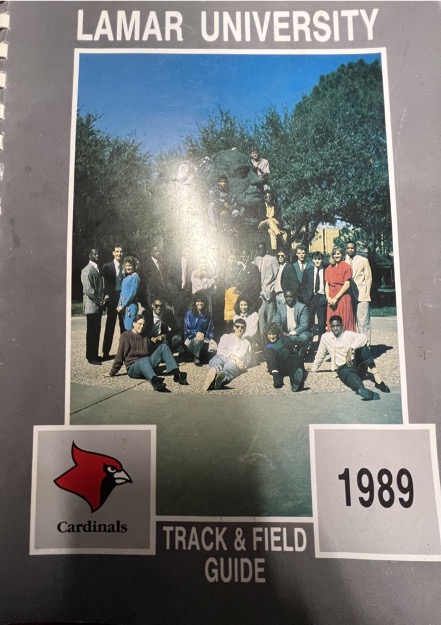 LAMAR UNIVERSITY
Cardinals
1989
TRACK & FIELD
GUIDE